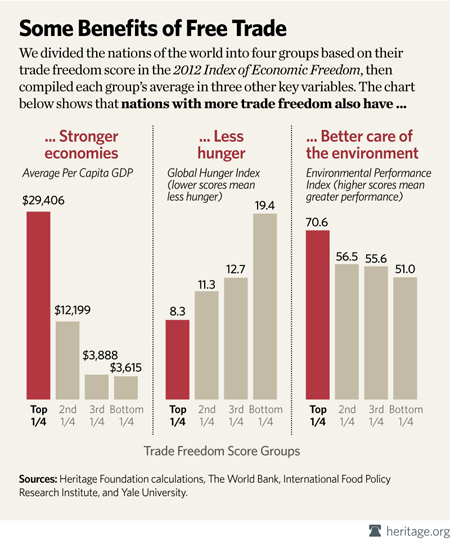 Some Benefits of Free Trade
We divided the nations of the world into four groups based on their
trade freedom score in the 2012 Index of Economic Freedom, then
compiled each group's average in three other key variables. The chart
below shows that nations with more trade freedom also have ...
... Stronger
economies
Average Per Capita GDP
$29,406
$12,199
$3,888
$3,615
Top
1/4
2nd
1/4
3rd
1/4
Bottom
1/4
... Less
hunger
Global Hunger Index
(lower scores mean
less hunger)
8.3
11.3
12.7
19.4
Top
1/4
2nd
1/4
3rd
1/4
Bottom
1/4
... Better care of
the environment
Environmental Performance
Index (higher scores mean
greater performance)
70.6
56.5
55.6
51.0
Top
1/4
2nd
1/4
3rd
1/4
Bottom
1/4
Trade Freedom Score Groups
Sources: Heritage Foundation calculations, The World Bank, International Food Policy
Research Institute, and Yale University.
heritage.org